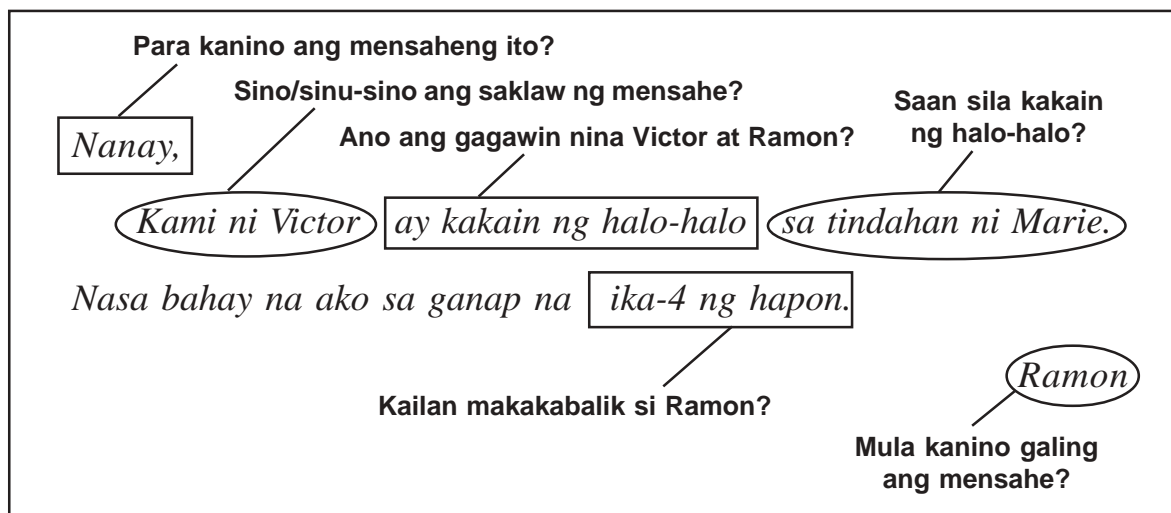 Para kanino ang mensaheng ito?
Sino/sinu-sino ang saklaw ng mensahe?
Saan sila kakain
ng halo-halo?
Ano ang gagawin nina Victor at Ramon?
Nanay,
Kami ni Victor ay kakain ng halo-halo sa tindahan ni Marie.
Nasa bahay na ako sa ganap na ika-4 ng hapon.
Kailan makakabalik si Ramon?
Ramon
Mula kanino galing
ang mensahe?